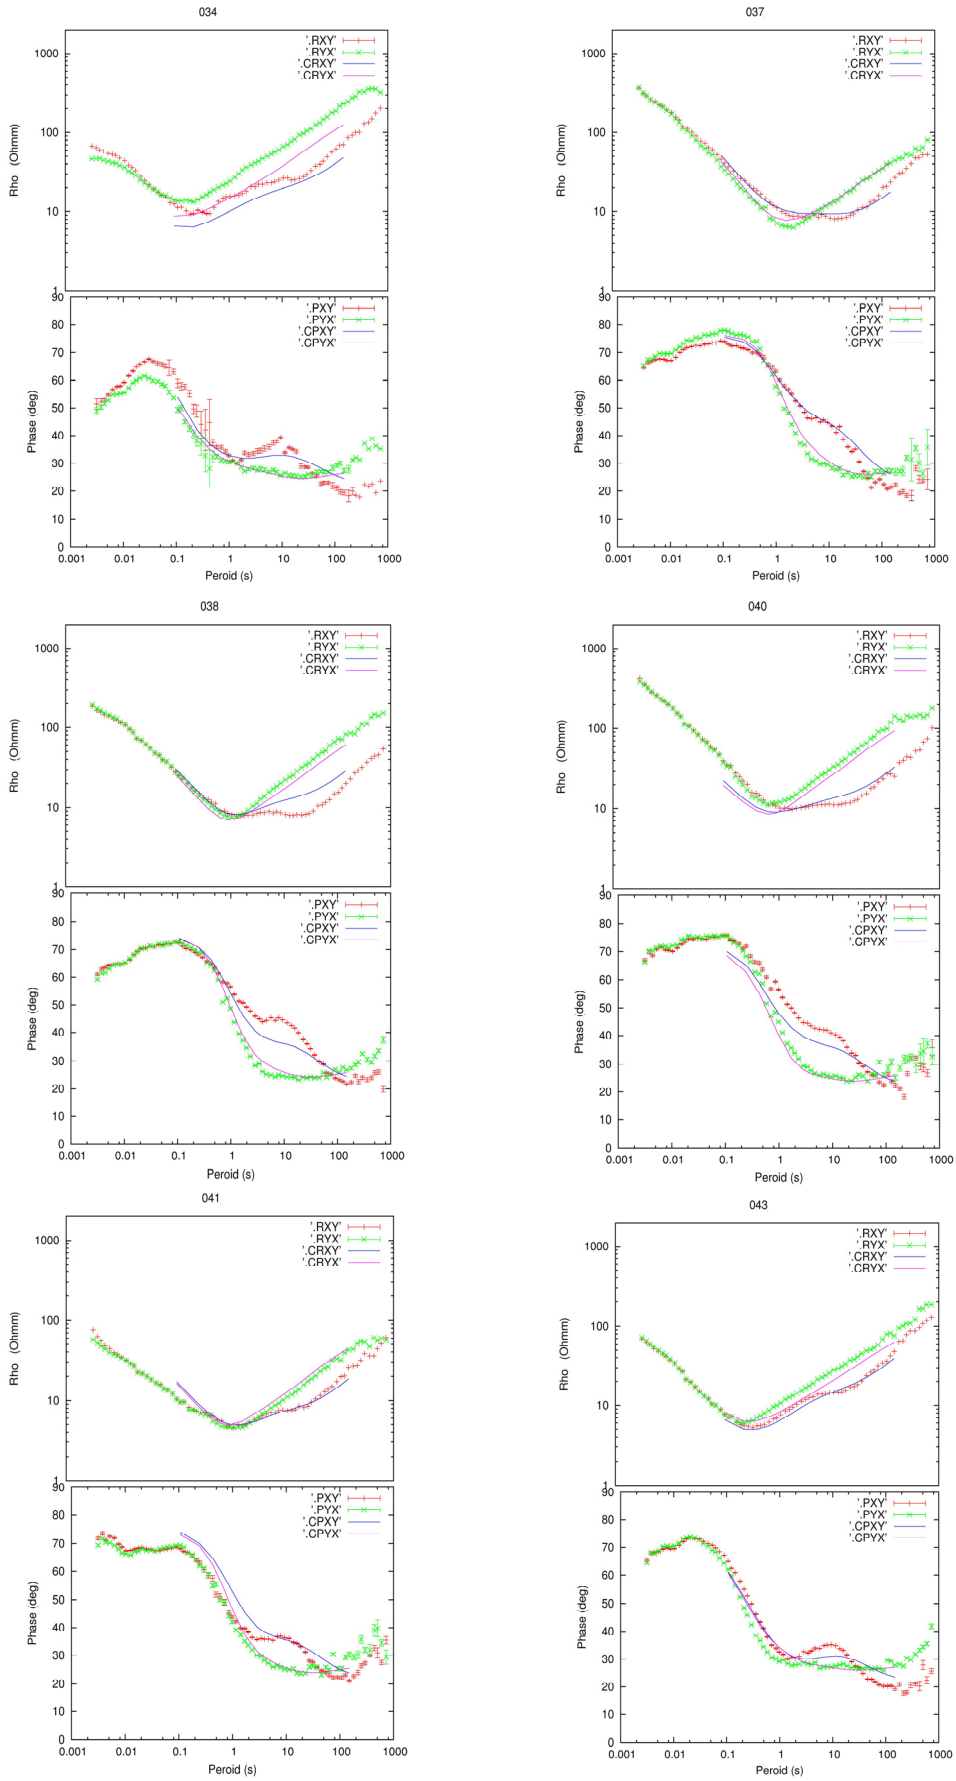 034
'.RXY'
'.RYX'
'.CRXY'
'.CRYX'
1000
100
10
1
Rho (Ohmm)
'.PXY'
'.PYX'
'.CPXY'
'.CPYX'
90
80
70
60
50
40
30
20
10
0
Phase (deg)
0.001 0.01 0.1 1 10 100 1000
Peroid (s)
037
'.RXY'
'.RYX'
'.CRXY'
'.CRYX'
1000
100
10
1
Rho (Ohmm)
'.PXY'
'.PYX'
'.CPXY'
'.CPYX'
90
80
70
60
50
40
30
20
10
0
Phase (deg)
0.001 0.01 0.1 1 10 100 1000
Peroid (s)
038
'.RXY'
'.RYX'
'.CRXY'
'.CRYX'
1000
100
10
1
Rho (Ohmm)
'.PXY'
'.PYX'
'.CPXY'
'.CPYX'
90
80
70
60
50
40
30
20
10
0
Phase (deg)
0.001 0.01 0.1 1 10 100 1000
Peroid (s)
040
'.RXY'
'.RYX'
'.CRXY'
'.CRYX'
1000
100
10
1
Rho (Ohmm)
'.PXY'
'.PYX'
'.CPXY'
'.CPYX'
90
80
70
60
50
40
30
20
10
0
Phase (deg)
0.001 0.01 0.1 1 10 100 1000
Peroid (s)
041
'.RXY'
'.RYX'
'.CRXY'
'.CRYX'
1000
100
10
1
Rho (Ohmm)
'.PXY'
'.PYX'
'.CPXY'
'.CPYX'
90
80
70
60
50
40
30
20
10
0
Phase (deg)
0.001 0.01 0.1 1 10 100 1000
Peroid (s)
043
'.RXY'
'.RYX'
'.CRXY'
'.CRYX'
1000
100
10
1
Rho (Ohmm)
'.PXY'
'.PYX'
'.CPXY'
'.CPYX'
90
80
70
60
50
40
30
20
10
0
Phase (deg)
0.001 0.01 0.1 1 10 100 1000
Peroid (s)